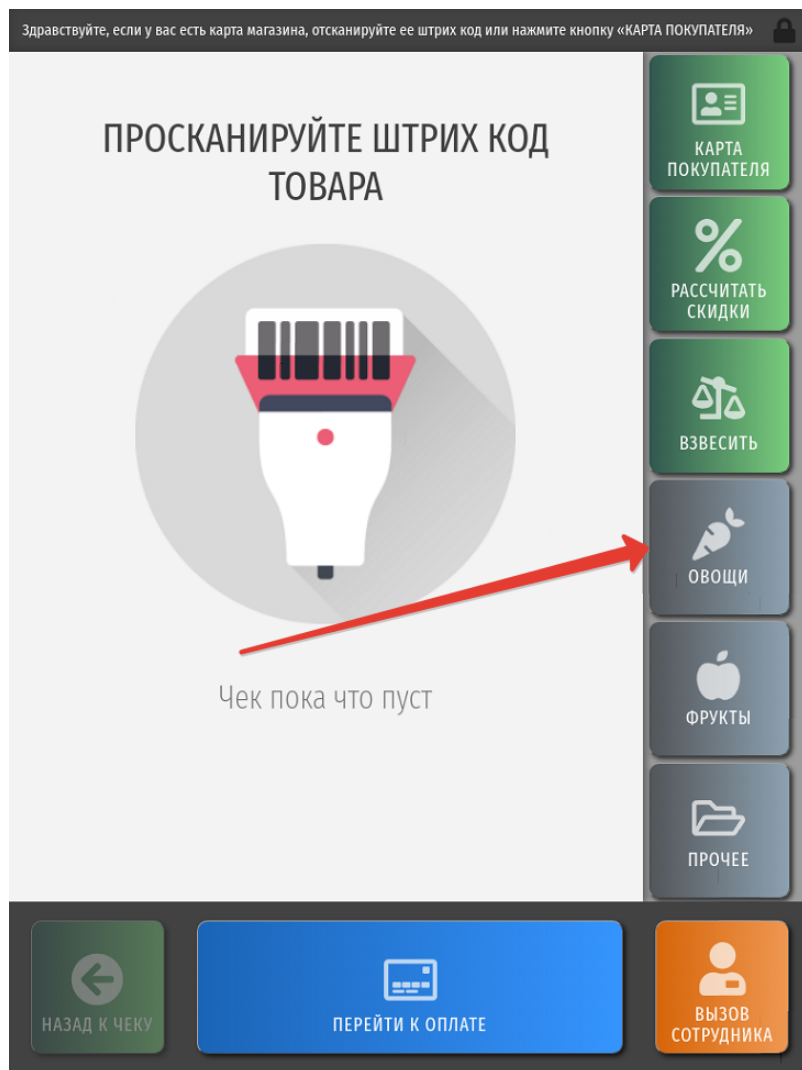 Здравствуйте, если у вас есть карта магазина, отсканируйте ее штрих код или нажмите кнопку «КАРТА ПОКУПАТЕЛЯ»
ПРОСКАНИРУЙТЕ ШТРИХ КОД
ТОВАРА
Чек пока что пуст
КАРТА
ПОКУПАТЕЛЯ
РАССЧИТАТЬ
СКИДКИ
ВЗВЕСИТЬ
ОВОЩИ
ФРУКТЫ
ПРОЧЕЕ
НАЗАД К ЧЕКУ
ПЕРЕЙТИ К ОПЛАТЕ
ВЫЗОВ
СОТРУДНИКА